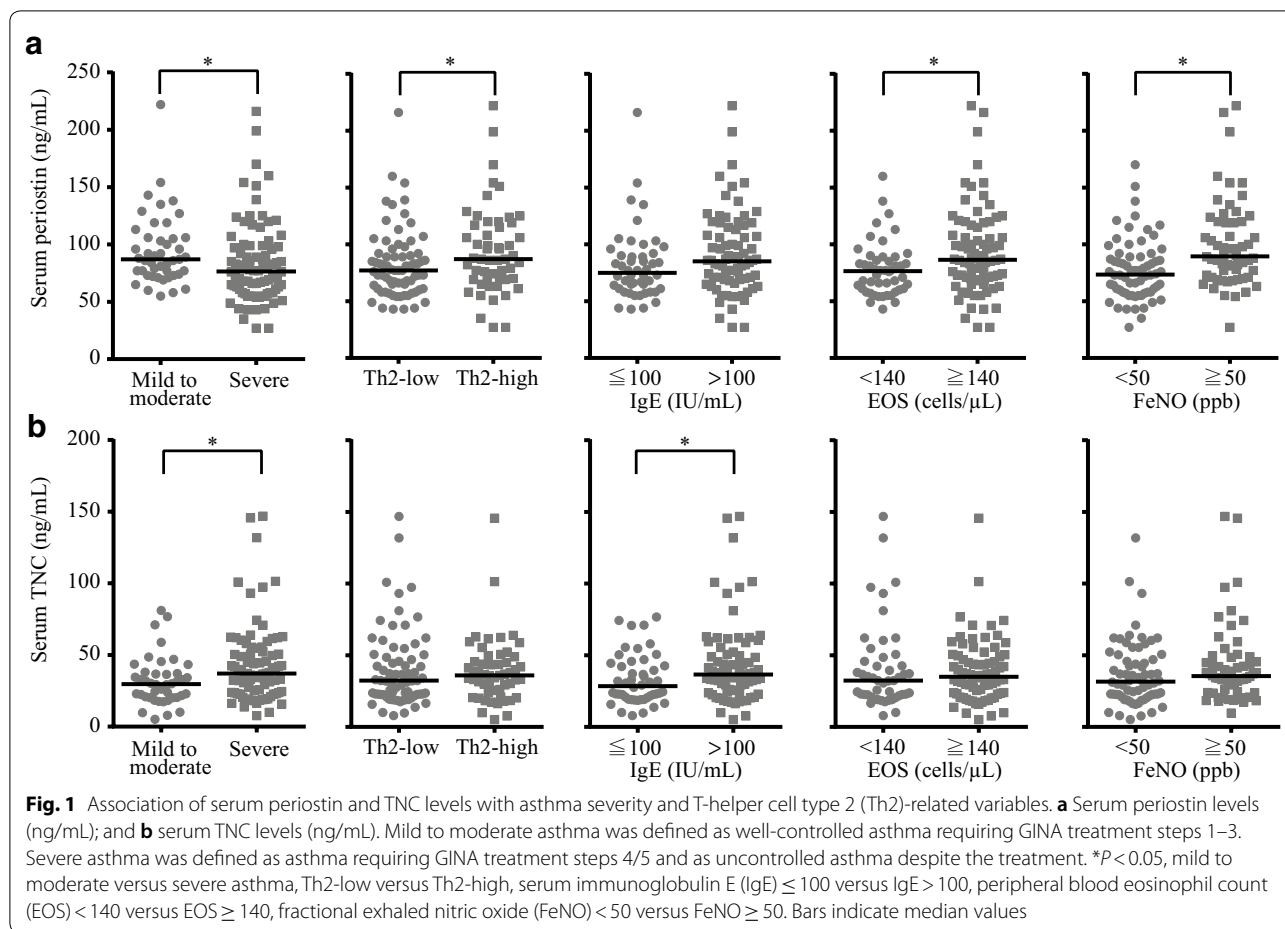 a
* * * *
Serum periostin (ng/mL)
250
200
150
100
50
0
Mild to moderate Severe Th2-low Th2-high ≦100 >100 <140 ≧140 <50 ≧50
IgE (IU/mL) EOS (cells/μL) FeNO (ppb)
b
* *
Serum TNC (ng/mL)
200
150
100
50
0
Mild to moderate Severe Th2-low Th2-high ≦100 >100 <140 ≧140 <50 ≧50
IgE (IU/mL) EOS (cells/μL) FeNO (ppb)
Fig. 1 Association of serum periostin and TNC levels with asthma severity and T-helper cell type 2 (Th2)-related variables. a Serum periostin levels
(ng/mL); and b serum TNC levels (ng/mL). Mild to moderate asthma was defined as well-controlled asthma requiring GINA treatment steps 1–3.
Severe asthma was defined as asthma requiring GINA treatment steps 4/5 and as uncontrolled asthma despite the treatment. *P < 0.05, mild to
moderate versus severe asthma, Th2-low versus Th2-high, serum immunoglobulin E (IgE) ≤ 100 versus IgE > 100, peripheral blood eosinophil count
(EOS) < 140 versus EOS ≥ 140, fractional exhaled nitric oxide (FeNO) < 50 versus FeNO ≥ 50. Bars indicate median values